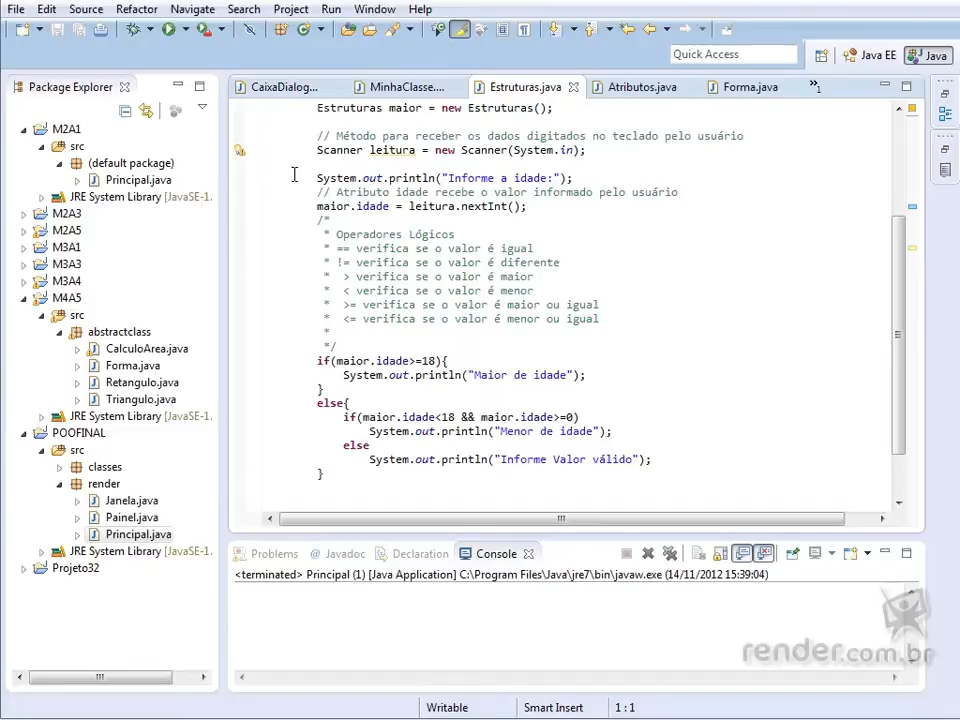 File Edit Source Refactor Navigate Search Project Run Window Help
Quick Access
Java EE
Java
Package Explorer
CaixaDialog...
MinhaClasse....
Estruturas.java
Atributos.java
Forma.java
»1
M2A1
src
(default package)
Principal.java
JRE System Library [JavaSE-1.
M2A3
M2A5
M3A1
M3A3
M3A4
M4A5
src
abstractclass
CalculoArea.java
Forma.java
Retangulo.java
Triangulo.java
JRE System Library [JavaSE-1.
POOFINAL
src
classes
render
Janela.java
Painel.java
Principal.java
JRE System Library [JavaSE-1.
Projeto32
Estruturas maior = new Estruturas();
// Método para receber os dados digitados no teclado pelo usuário
Scanner leitura = new Scanner(System.in);
System.out.println("Informe a idade:");
// Atributo idade recebe o valor informado pelo usuário
maior.idade = leitura.nextInt();
/*
* Operadores Lógicos
* == verifica se o valor é igual
* != verifica se o valor é diferente
* > verifica se o valor é maior
* < verifica se o valor é menor
* >= verifica se o valor é maior ou igual
* <= verifica se o valor é menor ou igual
*
*/
if(maior.idade>=18){
System.out.println("Maior de idade");
}
else{
if(maior.idade<18 && maior.idade>=0)
System.out.println("Menor de idade");
else
System.out.println("Informe Valor válido");
}
Problems
@ Javadoc
Declaration
Console
<terminated> Principal (1) [Java Application] C:\Program Files\Java\jre7\bin\javaw.exe (14/11/2012 15:39:04)
render.com.br
Writable
Smart Insert
1 : 1